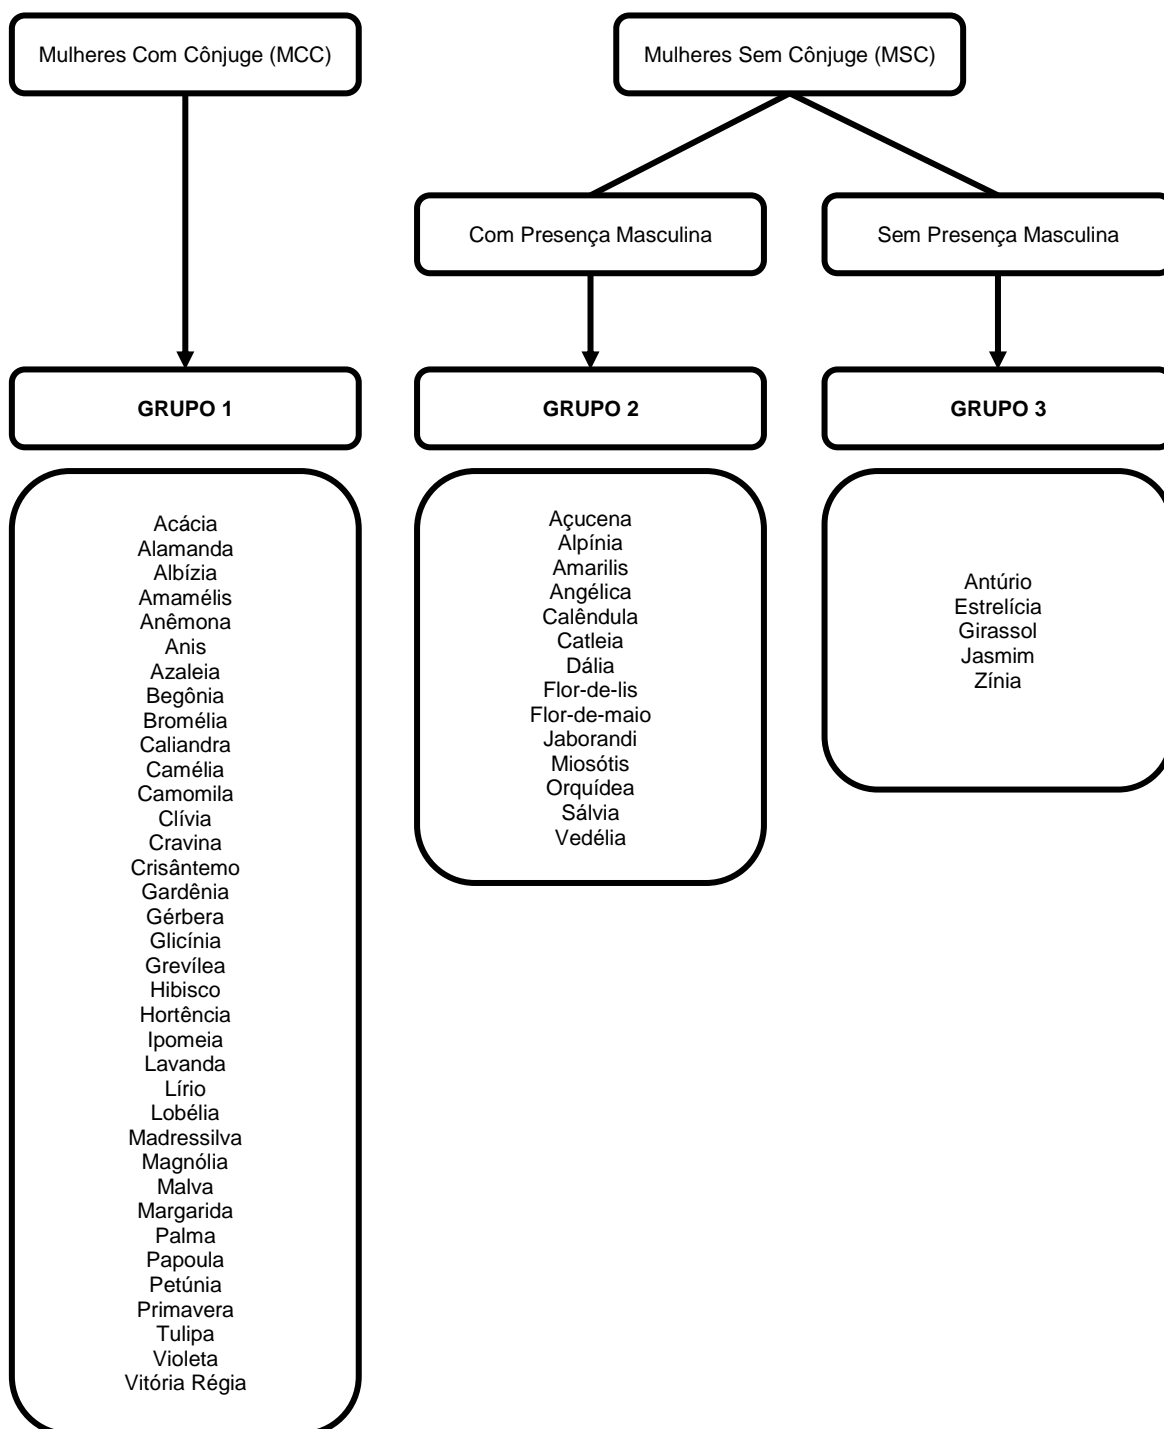 Mulheres Com Cônjuge (MCC)
Mulheres Sem Cônjuge (MSC)
Com Presença Masculina
Sem Presença Masculina
GRUPO 1
GRUPO 2
GRUPO 3
Acácia
Alamanda
Albízia
Amamélis
Anêmona
Anis
Azaleia
Begônia
Bromélia
Caliandra
Camélia
Camomila
Clívia
Cravina
Crisântemo
Gardênia
Gérbera
Glicínia
Grevílea
Hibisco
Hortência
Ipomeia
Lavanda
Lírio
Lobélia
Madressilva
Magnólia
Malva
Margarida
Palma
Papoula
Petúnia
Primavera
Tulipa
Violeta
Vitória Régia
Açucena
Alpínia
Amarilis
Angélica
Calêndula
Catleia
Dália
Flor-de-lis
Flor-de-maio
Jaborandi
Miosótis
Orquídea
Sálvia
Vedélia
Antúrio
Estrelícia
Girassol
Jasmim
Zínia